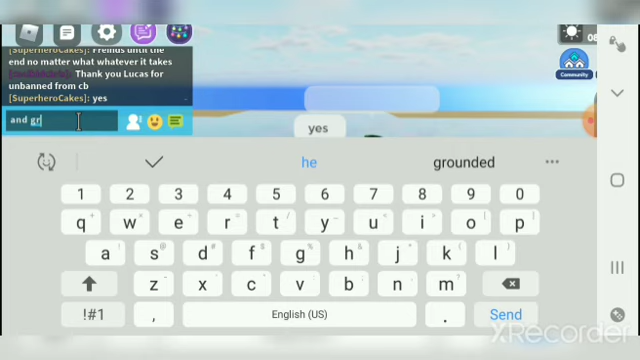 08
[SuperheroCakes]: Freinds until the
end no matter what whatever it takes
Thank you Lucas for
unbanned from cb
[SuperheroCakes]: yes
Community
and gr
yes
he
grounded
1 2 3 4 5 6 7 8 9 0
q w e r t y u i o p
a s d f g h j k l
z x c v b n m
!#1 , English (US) . Send
XRecorder